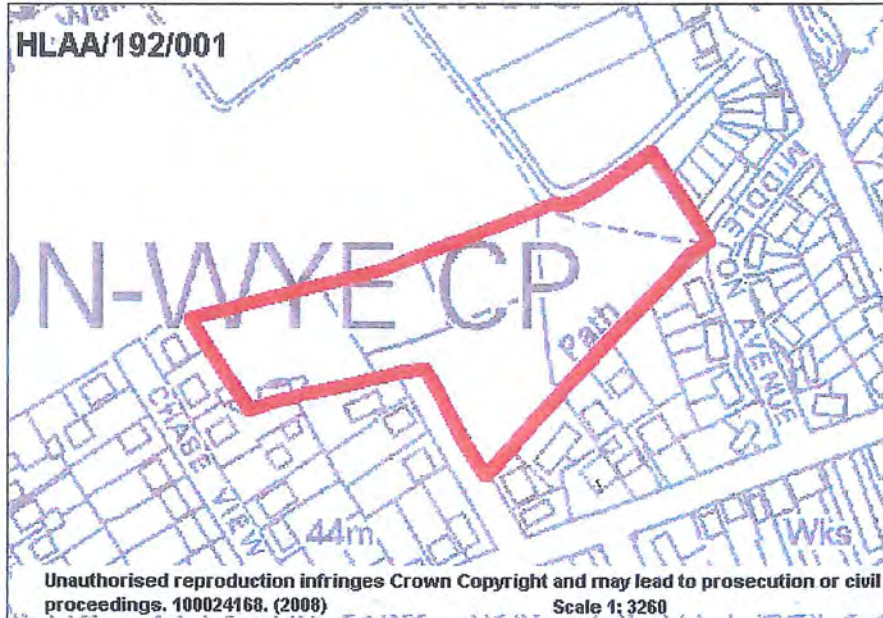 HLAA/192/001
N-WYE CP
Path
MIDDLETON AVENUE
CHASE VIEW
44m
Wks
Unauthorised reproduction infringes Crown Copyright and may lead to prosecution or civil
proceedings. 100024168. (2008) Scale 1: 3260